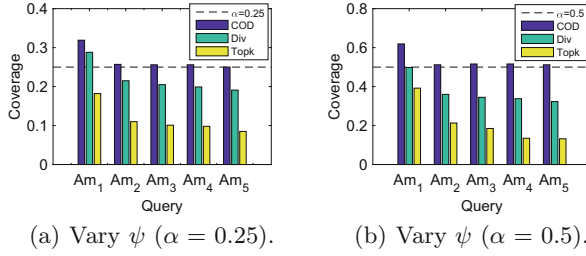 0.4
0.3
0.2
0.1
0
Coverage
α=0.25
COD
Div
Topk
Am1 Am2 Am3 Am4 Am5
Query
(a) Vary ψ (α = 0.25).
0.8
0.6
0.4
0.2
0
Coverage
α=0.5
COD
Div
Topk
Am1 Am2 Am3 Am4 Am5
Query
(b) Vary ψ (α = 0.5).